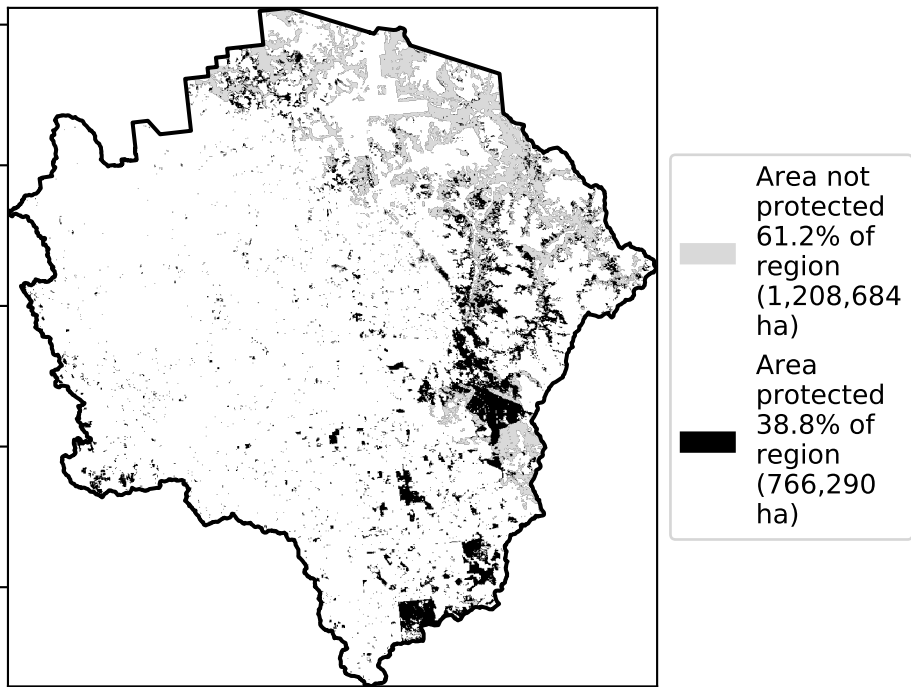 Area not
protected
61.2% of
region
(1,208,684
ha)
Area
protected
38.8% of
region
(766,290
ha)